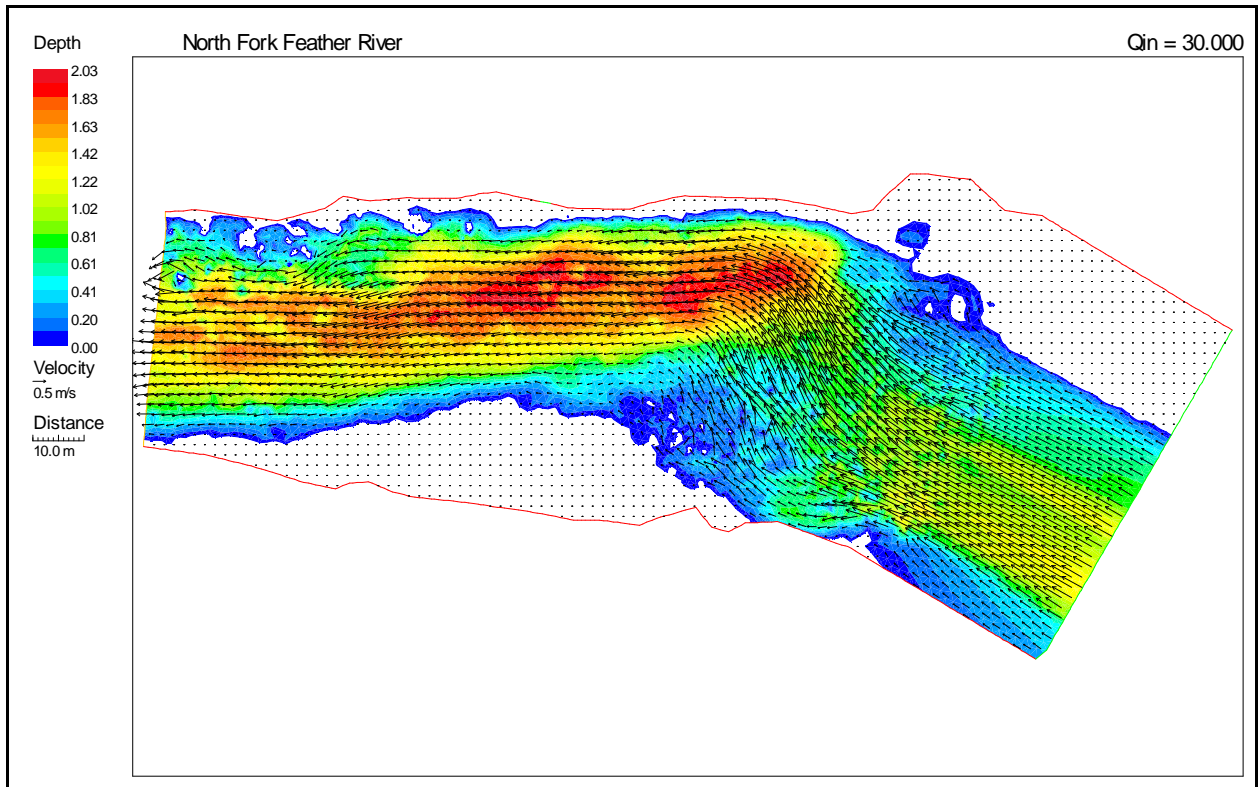 Depth
North Fork Feather River
Qin = 30.000
2.03
1.83
1.63
1.42
1.22
1.02
0.81
0.61
0.41
0.20
0.00
Velocity
0.5 m/s
Distance
10.0 m